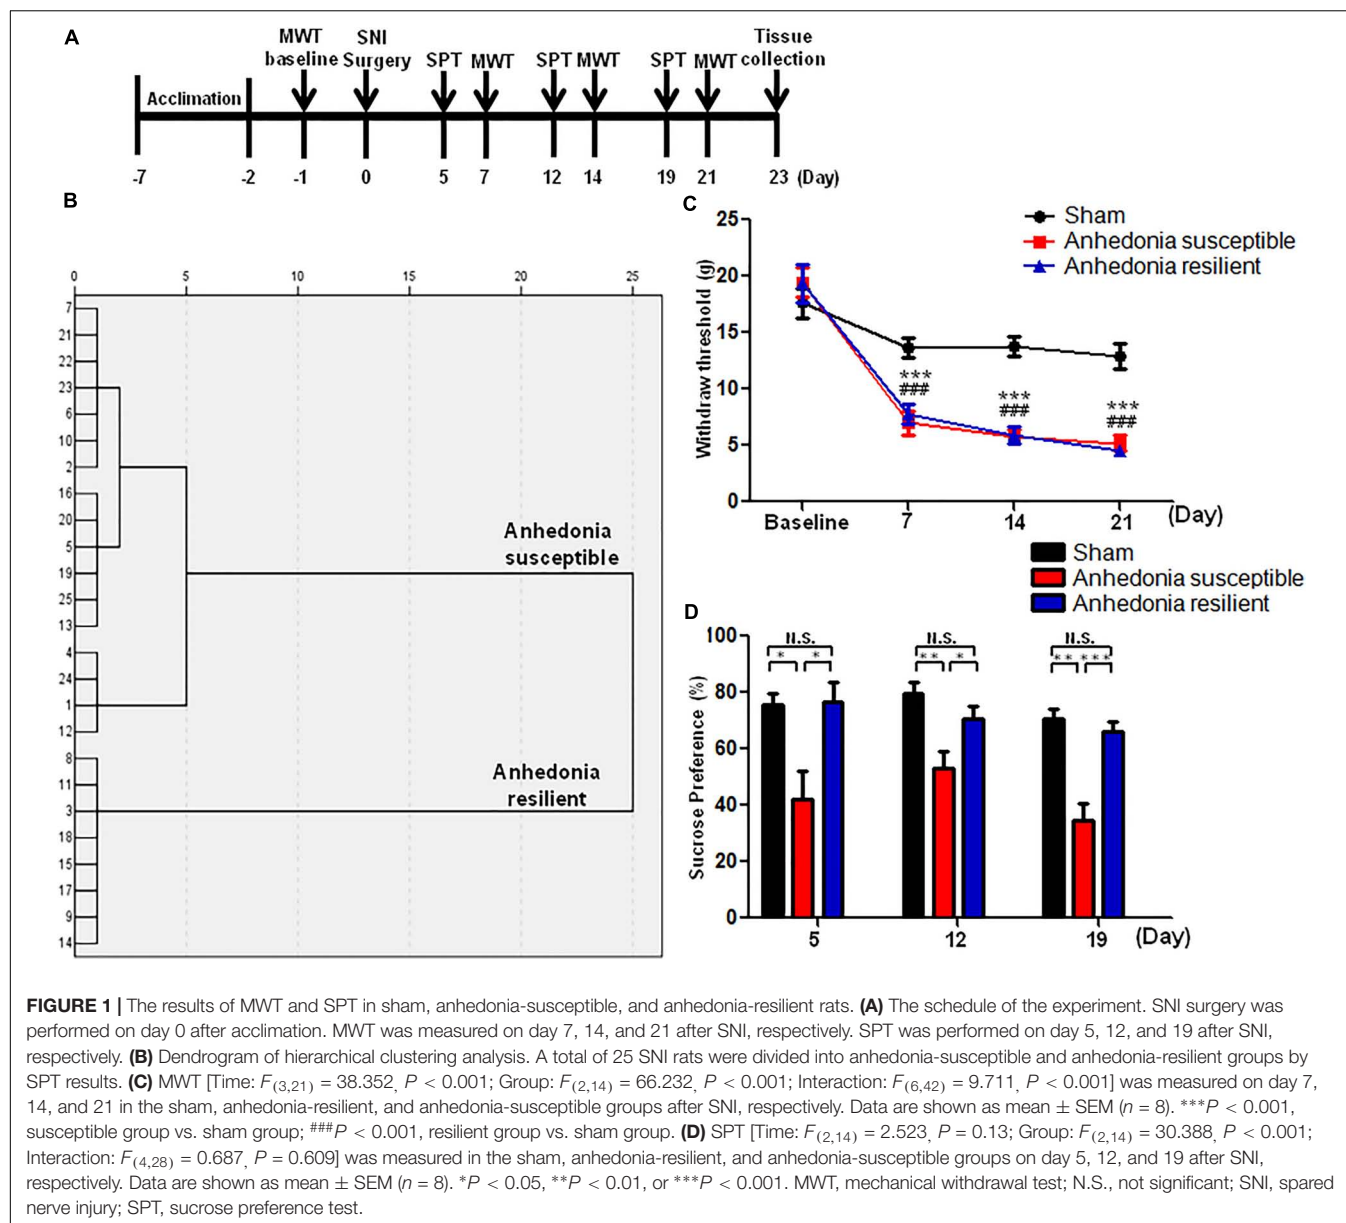 A
MWT baseline
SNI Surgery
SPT
MWT
SPT
MWT
SPT
MWT
Tissue collection
Acclimation
-7
-2
-1
0
5
7
12
14
19
21
23
(Day)
B
0
5
10
15
20
25
7
21
22
23
6
10
2
16
20
5
19
25
13
4
24
1
12
8
11
3
18
15
17
9
14
Anhedonia
susceptible
Anhedonia
resilient
C
Sham
Anhedonia susceptible
Anhedonia resilient
Withdraw threshold (g)
25
20
15
10
5
0
***
###
***
###
***
###
Baseline
7
14
21
(Day)
D
Sham
Anhedonia susceptible
Anhedonia resilient
Sucrose Preference (%)
100
80
60
40
20
0
N.S.
* *
N.S.
** *
N.S.
** ***
5
12
19
(Day)
FIGURE 1 | The results of MWT and SPT in sham, anhedonia-susceptible, and anhedonia-resilient rats. (A) The schedule of the experiment. SNI surgery was
performed on day 0 after acclimation. MWT was measured on day 7, 14, and 21 after SNI, respectively. SPT was performed on day 5, 12, and 19 after SNI,
respectively. (B) Dendrogram of hierarchical clustering analysis. A total of 25 SNI rats were divided into anhedonia-susceptible and anhedonia-resilient groups by
SPT results. (C) MWT [Time: F(3,21) = 38.352, P < 0.001; Group: F(2,14) = 66.232, P < 0.001; Interaction: F(6,42) = 9.711, P < 0.001] was measured on day 7,
14, and 21 in the sham, anhedonia-resilient, and anhedonia-susceptible groups after SNI, respectively. Data are shown as mean ± SEM (n = 8). ***P < 0.001,
susceptible group vs. sham group; ###P < 0.001, resilient group vs. sham group. (D) SPT [Time: F(2,14) = 2.523, P = 0.13; Group: F(2,14) = 30.388, P < 0.001;
Interaction: F(4,28) = 0.687, P = 0.609] was measured in the sham, anhedonia-resilient, and anhedonia-susceptible groups on day 5, 12, and 19 after SNI,
respectively. Data are shown as mean ± SEM (n = 8). *P < 0.05, **P < 0.01, or ***P < 0.001. MWT, mechanical withdrawal test; N.S., not significant; SNI, spared
nerve injury; SPT, sucrose preference test.